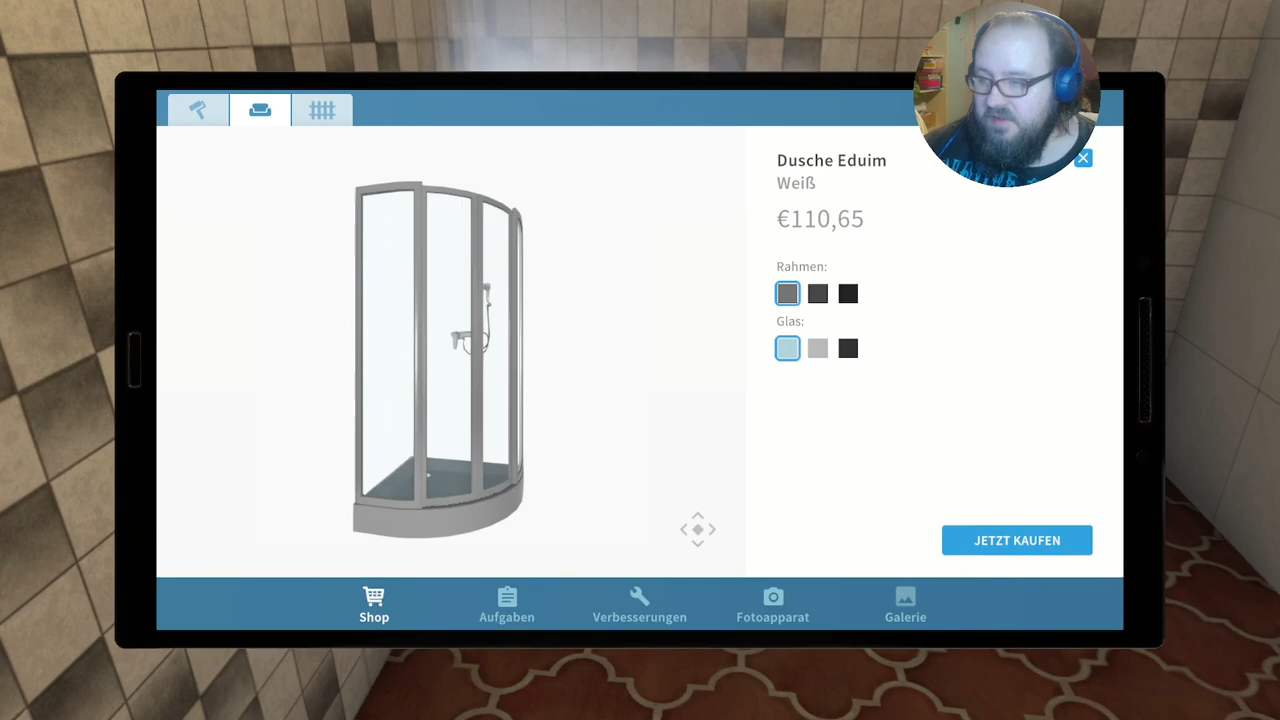 Dusche Eduim
Weiß
€110,65
Rahmen:
Glas:
JETZT KAUFEN
Shop
Aufgaben
Verbesserungen
Fotoapparat
Galerie